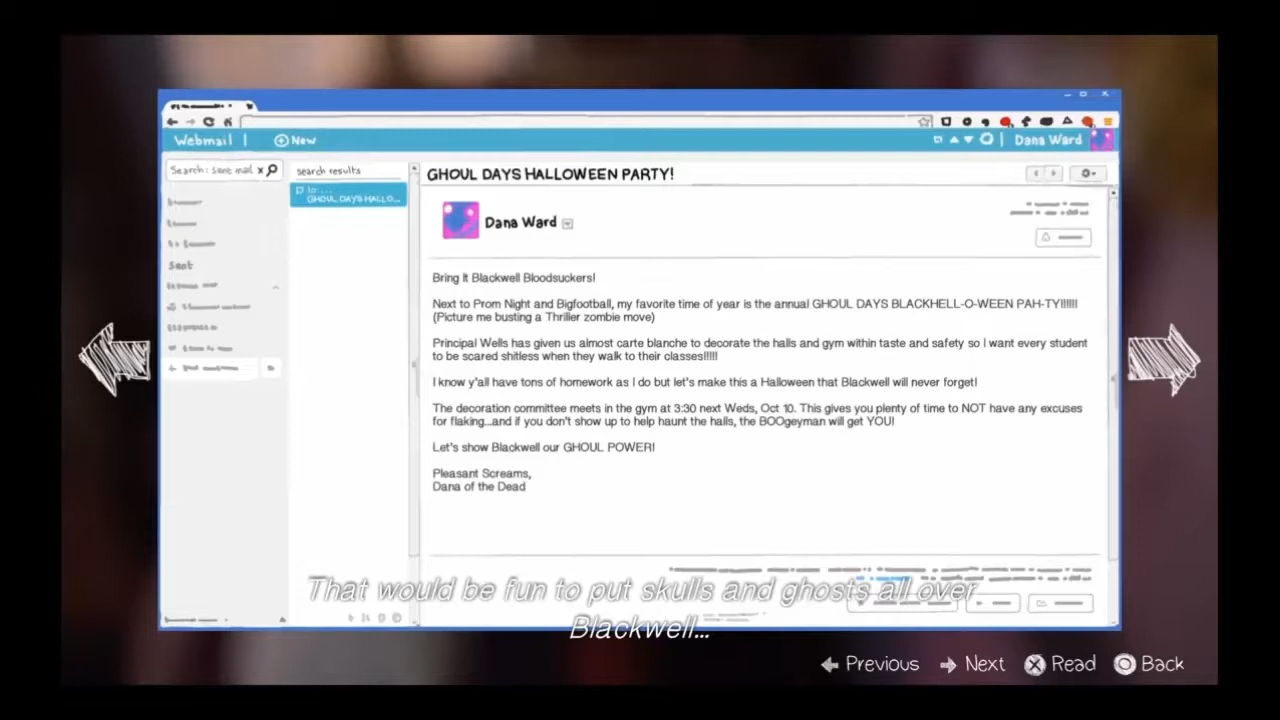 Webmail |
New
Dana Ward
Search: sent mail x
search results
GHOUL DAYS HALLOWEEN PARTY!
to: ...
GHOUL DAYS HALLO...
Dana Ward
Sent
Bring It Blackwell Bloodsuckers!
Next to Prom Night and Bigfootball, my favorite time of year is the annual GHOUL DAYS BLACKHELL-O-WEEN PAH-TY!!!!!!
(Picture me busting a Thriller zombie move)
Principal Wells has given us almost carte blanche to decorate the halls and gym within taste and safety so I want every student
to be scared shitless when they walk to their classes!!!!!
I know y'all have tons of homework as I do but let's make this a Halloween that Blackwell will never forget!
The decoration committee meets in the gym at 3:30 next Weds, Oct 10. This gives you plenty of time to NOT have any excuses
for flaking...and if you don't show up to help haunt the halls, the BOOgeyman will get YOU!
Let's show Blackwell our GHOUL POWER!
Pleasant Screams,
Dana of the Dead
That would be fun to put skulls and ghosts all over
Blackwell...
Previous
Next
Read
Back